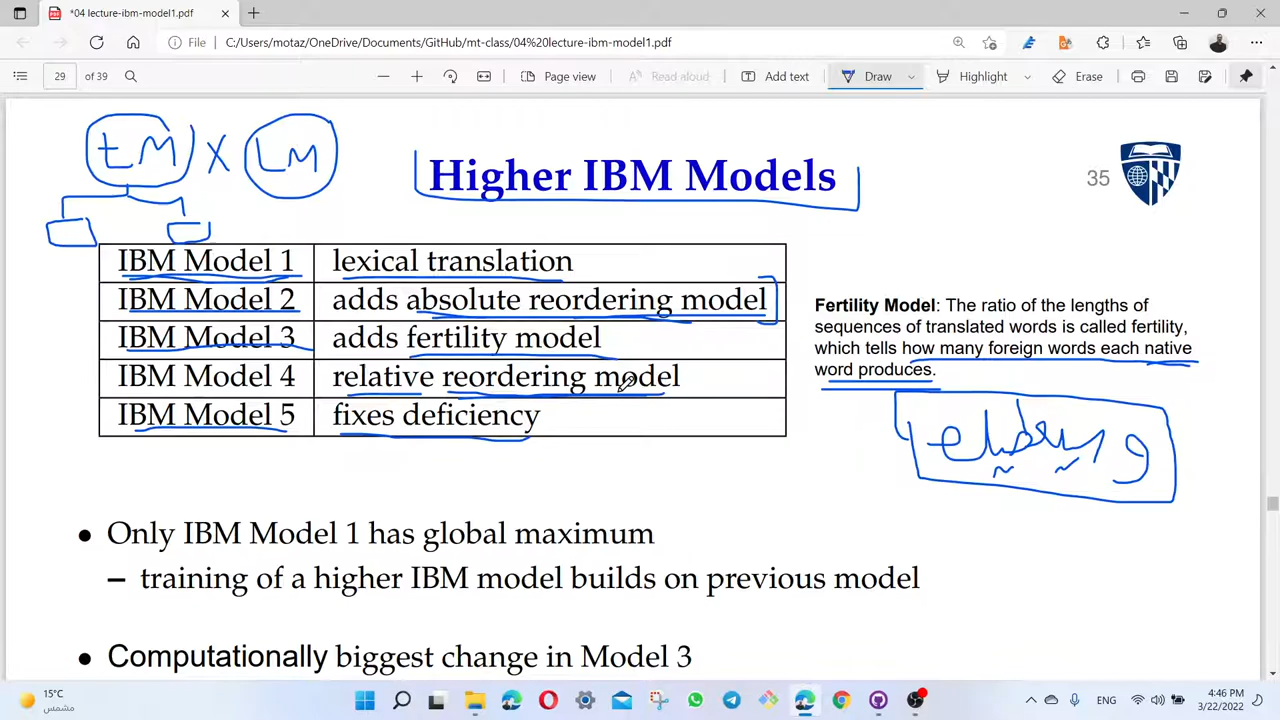 *04 lecture-ibm-model1.pdf
File
C:/Users/motaz/OneDrive/Documents/GitHub/mt-class/04%20lecture-ibm-model1.pdf
29 of 39
Page view
Read aloud
Add text
Draw
Highlight
Erase
tM X LM
Higher IBM Models
35
IBM Model 1 lexical translation
IBM Model 2 adds absolute reordering model
IBM Model 3 adds fertility model
IBM Model 4 relative reordering model
IBM Model 5 fixes deficiency
Fertility Model: The ratio of the lengths of
sequences of translated words is called fertility,
which tells how many foreign words each native
word produces.
• Only IBM Model 1 has global maximum
– training of a higher IBM model builds on previous model
• Computationally biggest change in Model 3
15°C
مشمس
ENG
4:46 PM
3/22/2022